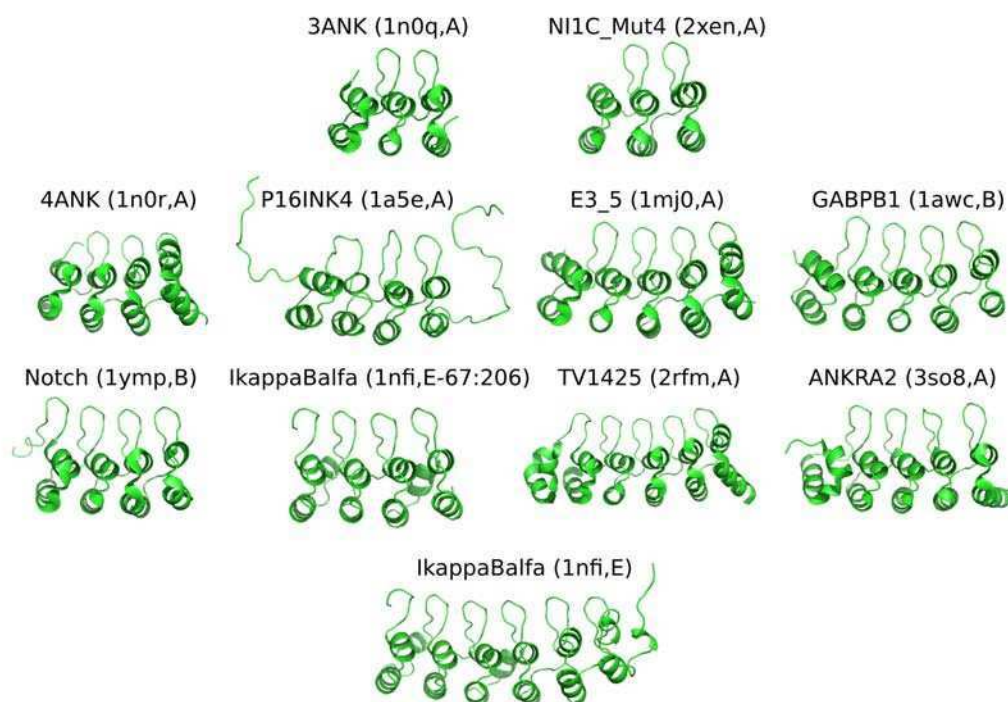 3ANK (1n0q,A)
NI1C_Mut4 (2xen,A)
4ANK (1n0r,A)
P16INK4 (1a5e,A)
E3_5 (1mj0,A)
GABPB1 (1awc,B)
Notch (1ymp,B)
IkappaBalfa (1nfi,E-67:206)
TV1425 (2rfm,A)
ANKRA2 (3so8,A)
IkappaBalfa (1nfi,E)